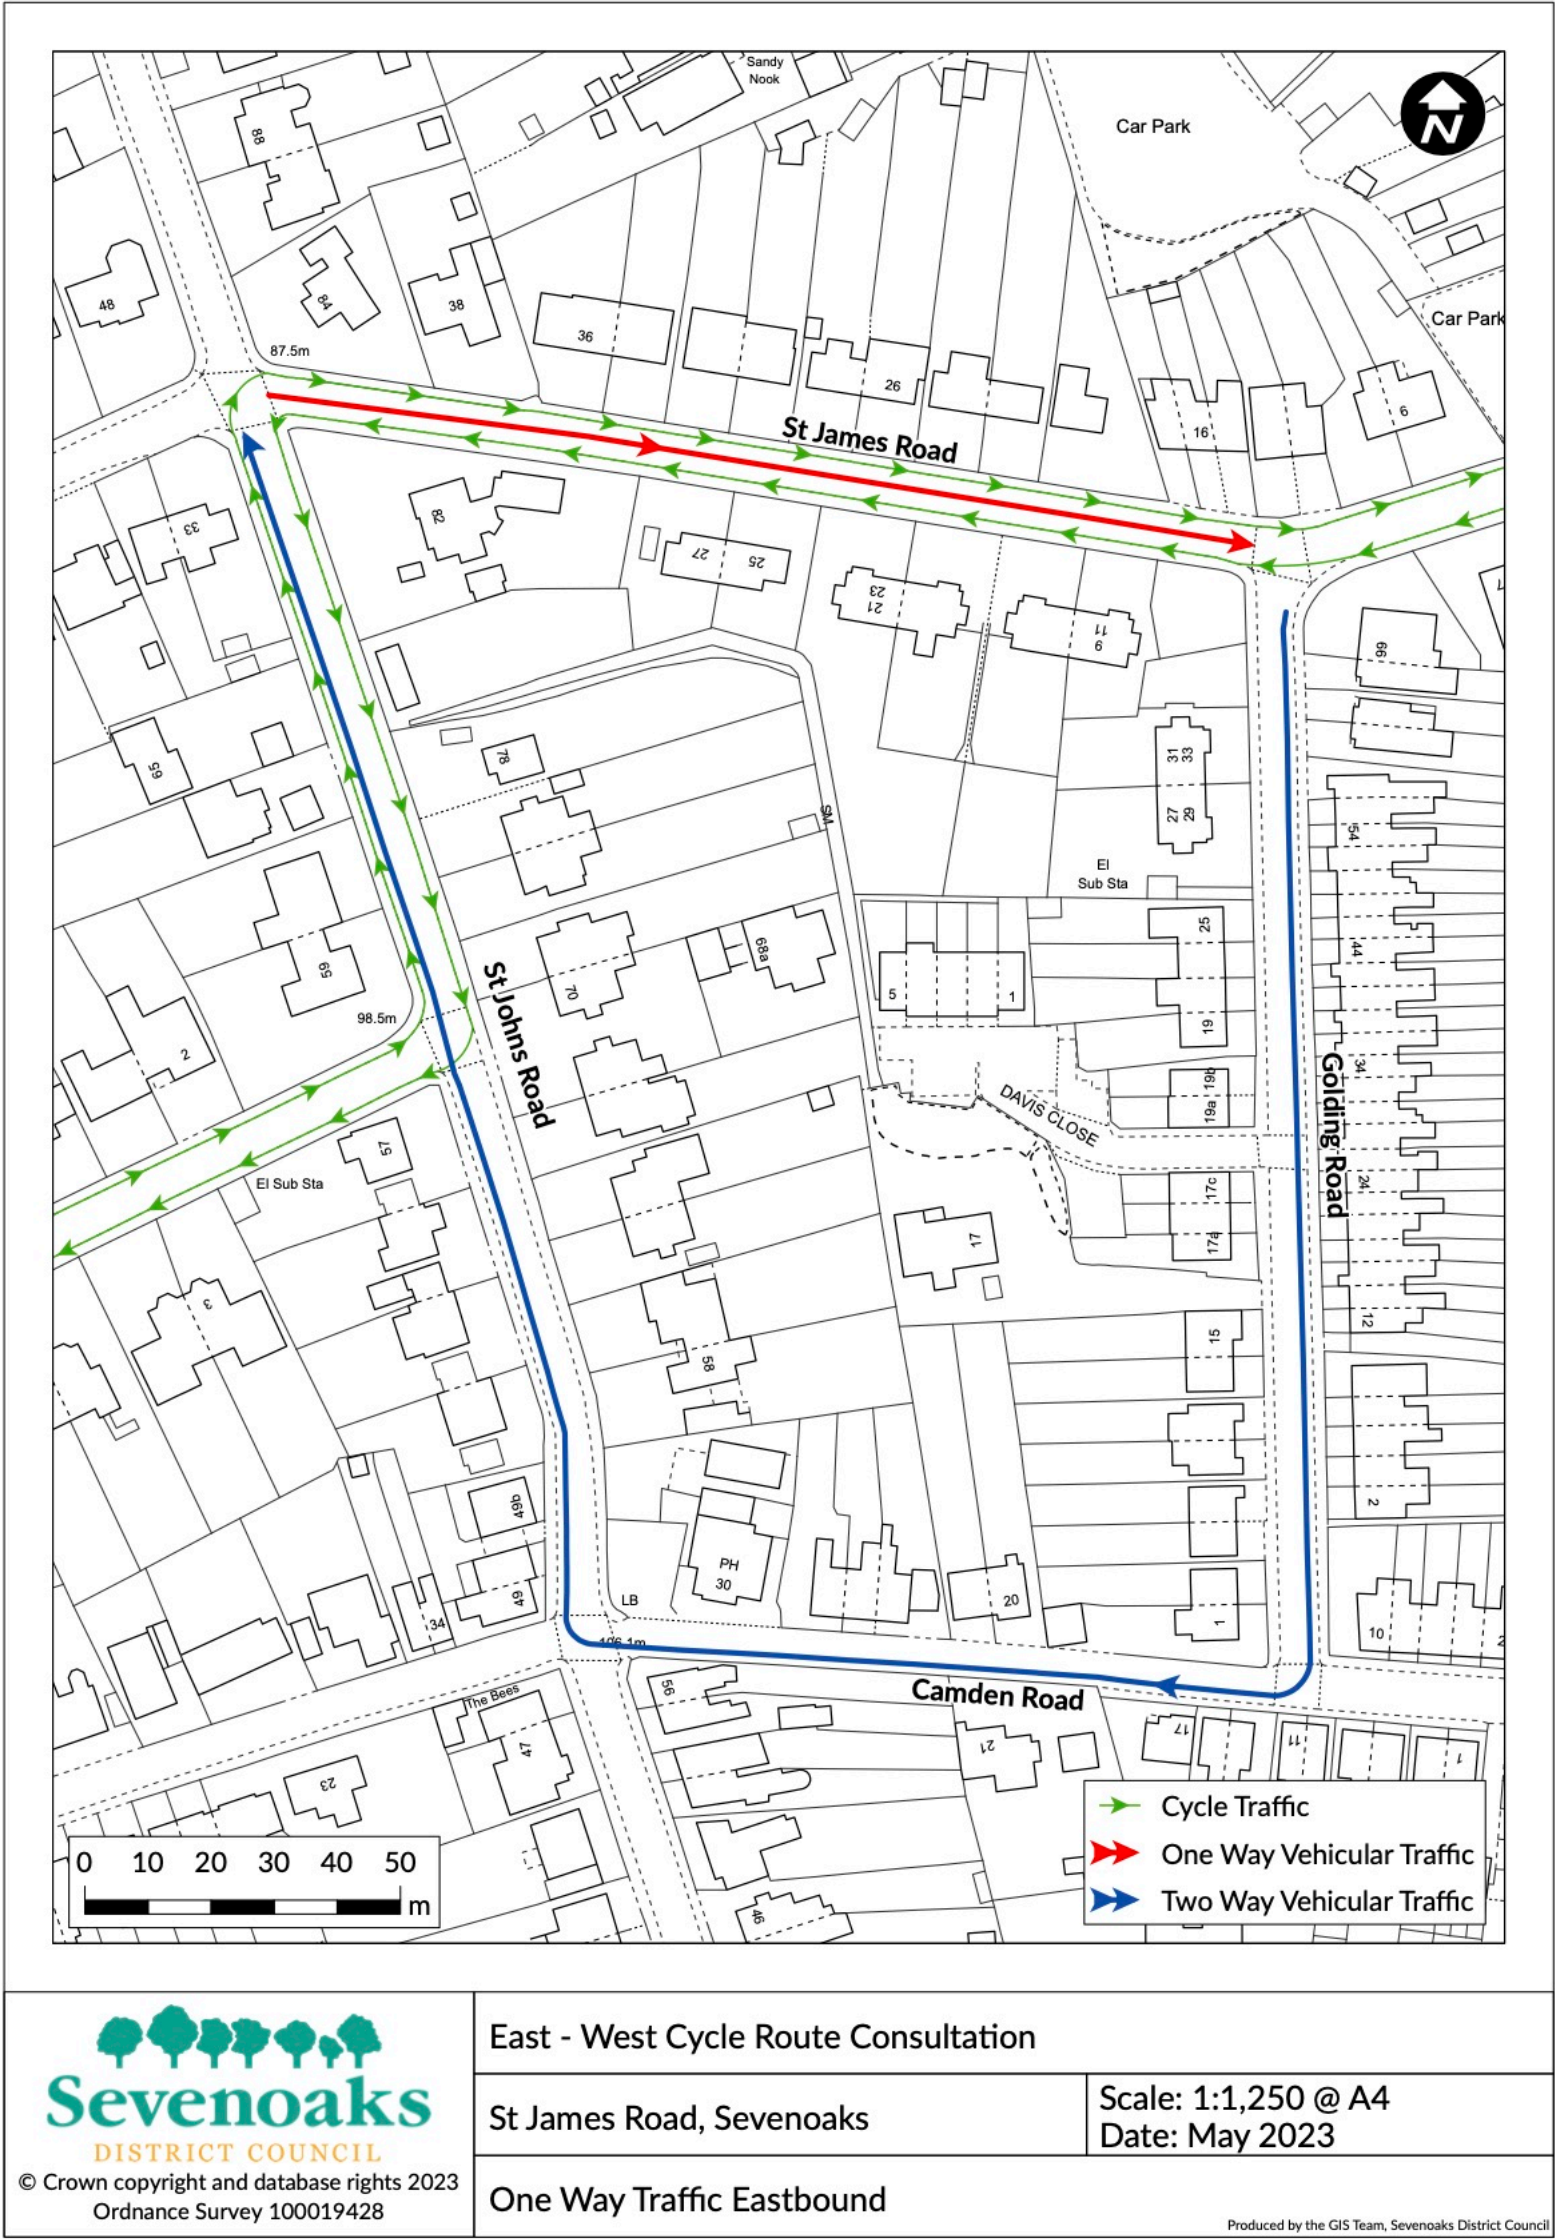 Sandy
Nook
Car Park
N
88
48
84
38
87.5m
36
26
Car Park
6
16
St James Road
33
82
27
25
23
21
11
9
66
65
78
31
33
27
29
SM
54
El
Sub Sta
59
70
68a
5
1
25
19
44
98.5m
2
St Johns Road
Golding Road
34
19b
19a
DAVIS CLOSE
57
El Sub Sta
17
17c
17a
24
3
58
15
12
49b
2
PH
30
49
34
LB
20
1
10
2
106.1m
The Bees
56
Camden Road
47
21
17
11
1
23
46
0 10 20 30 40 50
m
Cycle Traffic
One Way Vehicular Traffic
Two Way Vehicular Traffic
Sevenoaks
DISTRICT COUNCIL
© Crown copyright and database rights 2023
Ordnance Survey 100019428
East - West Cycle Route Consultation
St James Road, Sevenoaks
Scale: 1:1,250 @ A4
Date: May 2023
One Way Traffic Eastbound
Produced by the GIS Team, Sevenoaks District Council